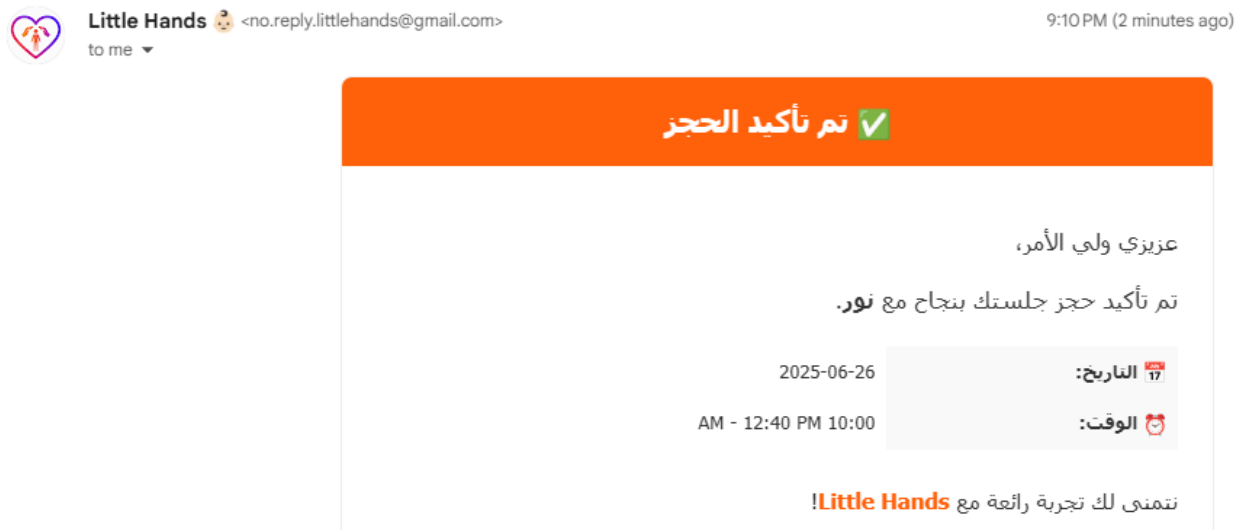 Little Hands 👶🏻 <no.reply.littlehands@gmail.com>
9:10 PM (2 minutes ago)
to me
✅ تم تأكيد الحجز
عزيزي ولي الأمر،
تم تأكيد حجز جلستك بنجاح مع نور.
📅 التاريخ: 2025-06-26
⏰ الوقت: 10:00 AM - 12:40 PM
نتمنى لك تجربة رائعة مع Little Hands!